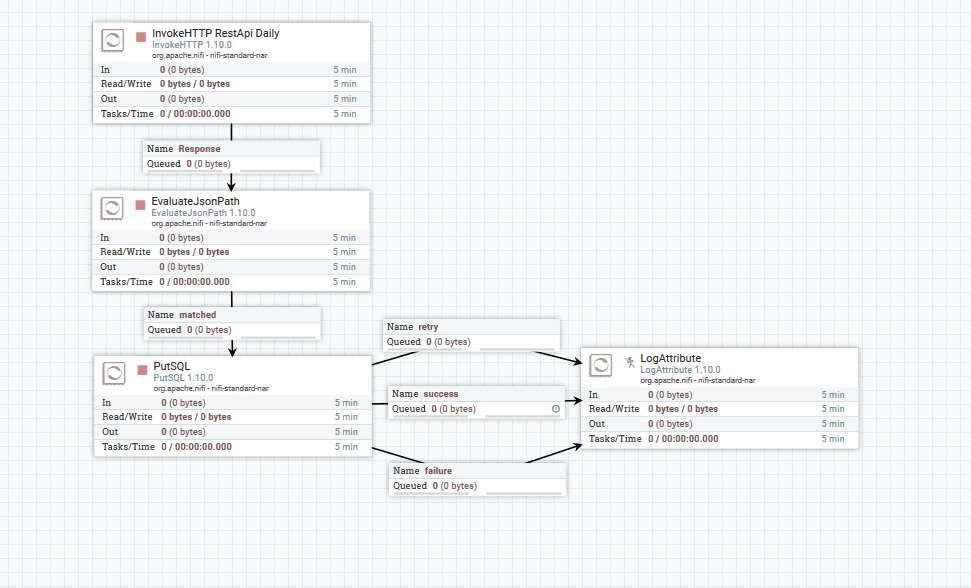 InvokeHTTP RestApi Daily
InvokeHTTP 1.10.0
org.apache.nifi - nifi-standard-nar
In 0 (0 bytes) 5 min
Read/Write 0 bytes / 0 bytes 5 min
Out 0 (0 bytes) 5 min
Tasks/Time 0 / 00:00:00.000 5 min
Name Response
Queued 0 (0 bytes)
EvaluateJsonPath
EvaluateJsonPath 1.10.0
org.apache.nifi - nifi-standard-nar
In 0 (0 bytes) 5 min
Read/Write 0 bytes / 0 bytes 5 min
Out 0 (0 bytes) 5 min
Tasks/Time 0 / 00:00:00.000 5 min
Name matched
Queued 0 (0 bytes)
PutSQL
PutSQL 1.10.0
org.apache.nifi - nifi-standard-nar
In 0 (0 bytes) 5 min
Read/Write 0 bytes / 0 bytes 5 min
Out 0 (0 bytes) 5 min
Tasks/Time 0 / 00:00:00.000 5 min
Name retry
Queued 0 (0 bytes)
Name success
Queued 0 (0 bytes)
Name failure
Queued 0 (0 bytes)
LogAttribute
LogAttribute 1.10.0
org.apache.nifi - nifi-standard-nar
In 0 (0 bytes) 5 min
Read/Write 0 bytes / 0 bytes 5 min
Out 0 (0 bytes) 5 min
Tasks/Time 0 / 00:00:00.000 5 min